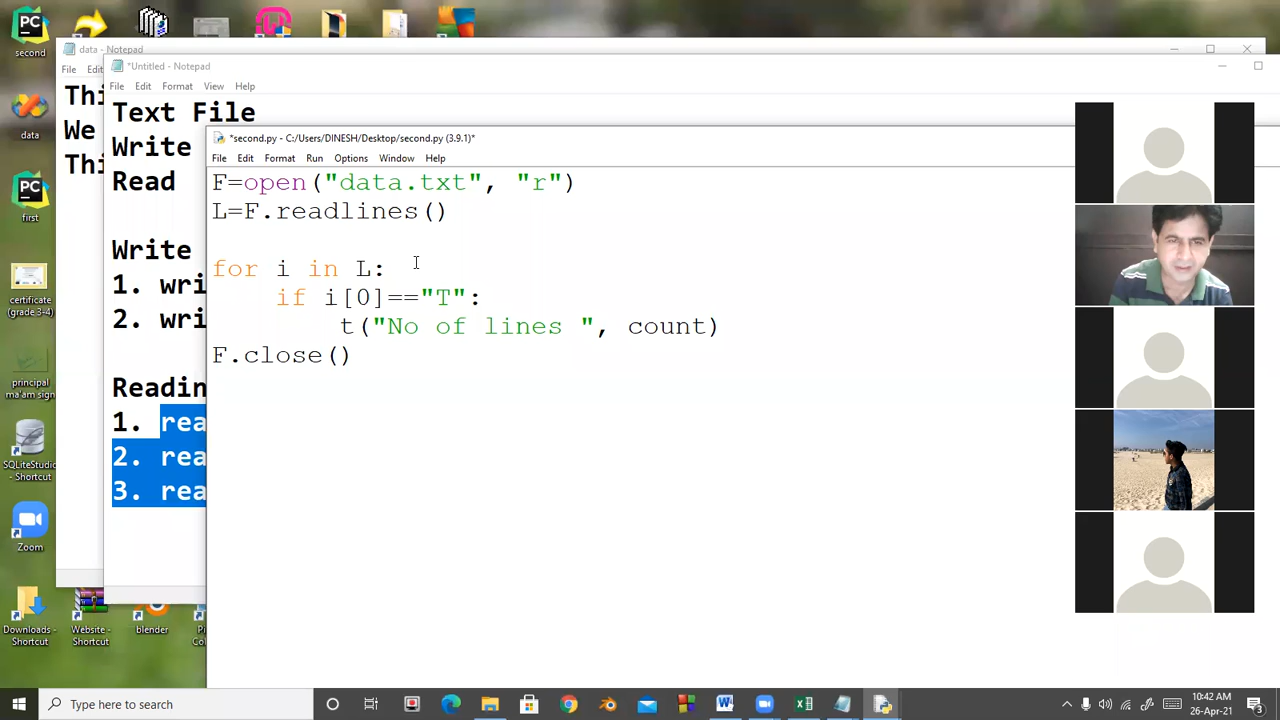 second
data - Notepad
File Edit
Thi
We
Thi
*Untitled - Notepad
File Edit Format View Help
Text File
Write
Read
Write
1. wri
2. wri
Readin
1. rea
2. rea
3. rea
*second.py - C:/Users/DINESH/Desktop/second.py (3.9.1)*
File Edit Format Run Options Window Help
F=open("data.txt", "r")
L=F.readlines()
for i in L:
if i[0]=="T":
t("No of lines ", count)
F.close()
data
first
certificate
(grade 3-4)
principal
ma'am sign
SQLiteStudio
- Shortcut
Zoom
Downloads -
Shortcut
Website -
Shortcut
blender
Type here to search
10:42 AM
26-Apr-21
3